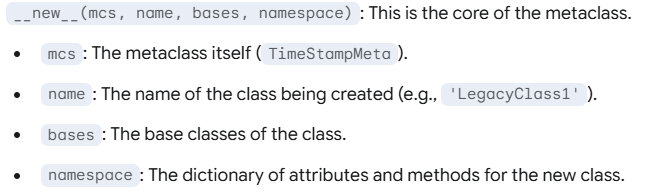 __new__(mcs, name, bases, namespace) : This is the core of the metaclass.
• mcs : The metaclass itself ( TimeStampMeta ).
• name : The name of the class being created (e.g., 'LegacyClass1' ).
• bases : The base classes of the class.
• namespace : The dictionary of attributes and methods for the new class.